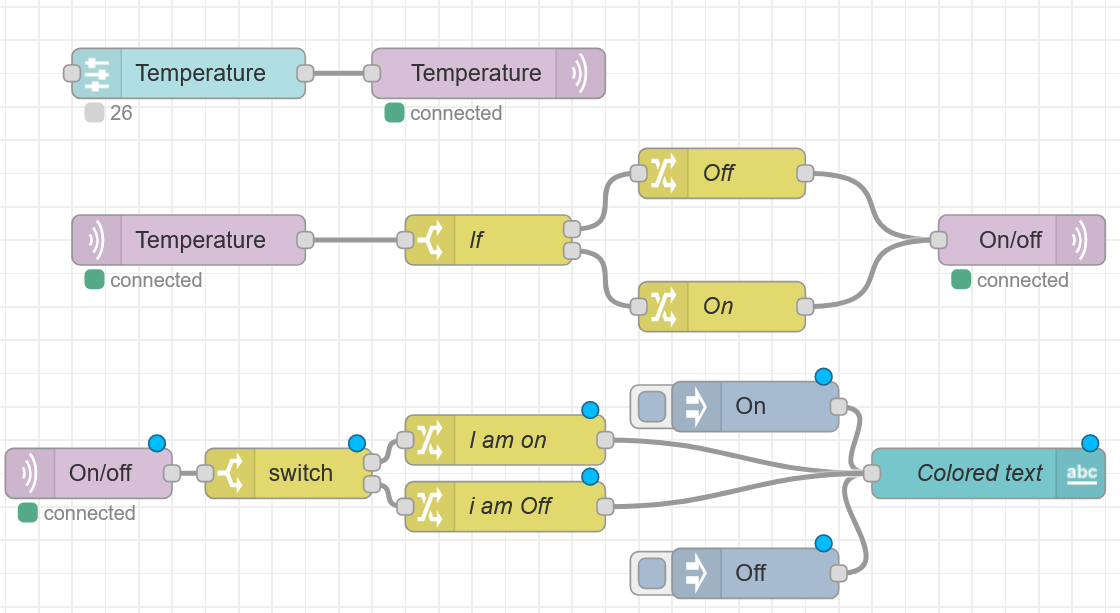 Temperature
Temperature
26
connected
Off
Temperature
If
On/off
connected
connected
On
On
I am on
On/off
switch
Colored text
abc
i am Off
connected
Off